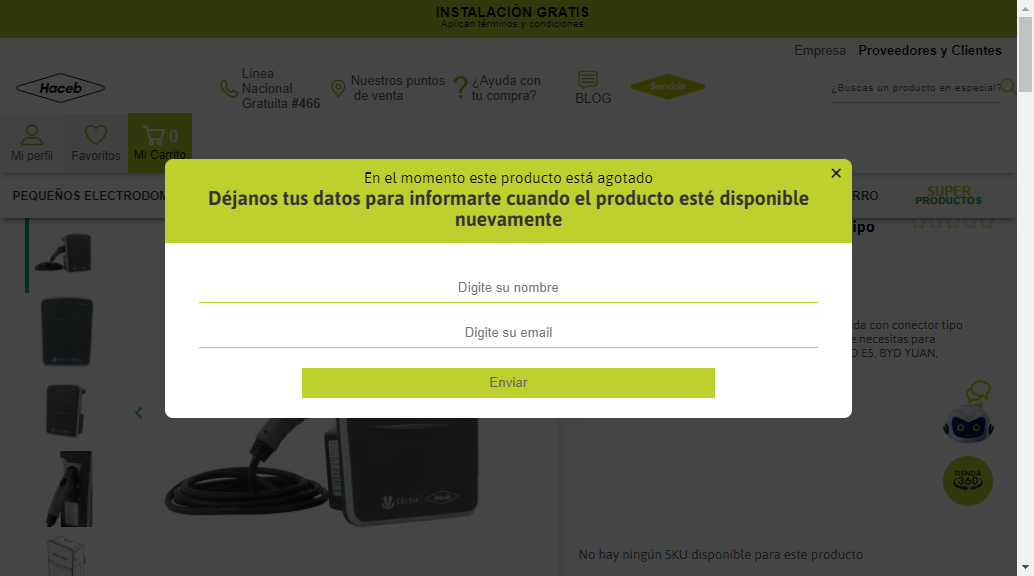 INSTALACIÓN GRATIS
Aplican términos y condiciones
Empresa Proveedores y Clientes
Haceb
Línea
Nacional
Gratuita #466
Nuestros puntos
de venta
¿Ayuda con
tu compra?
BLOG
Servicio
¿Buscas un producto en especial?
Mi perfil
Favoritos
0
Mi Carrito
PEQUEÑOS ELECTRODOM
RRO
SUPER
PRODUCTOS
En el momento este producto está agotado
Déjanos tus datos para informarte cuando el producto esté disponible
nuevamente
ipo
Digite su nombre
Digite su email
Enviar
da con conector tipo
e necesitas para
O E5, BYD YUAN,
CELSIA Haceb
TIENDA
360
No hay ningún SKU disponible para este producto